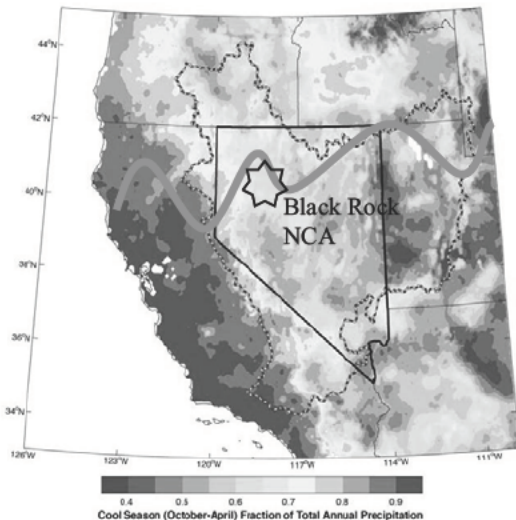 44°N
42°N
40°N
Black Rock
NCA
38°N
36°N
34°N
126°W 123°W 120°W 117°W 114°W 111°W
0.4 0.5 0.6 0.7 0.8 0.9
Cool Season (October-April) Fraction of Total Annual Precipitation